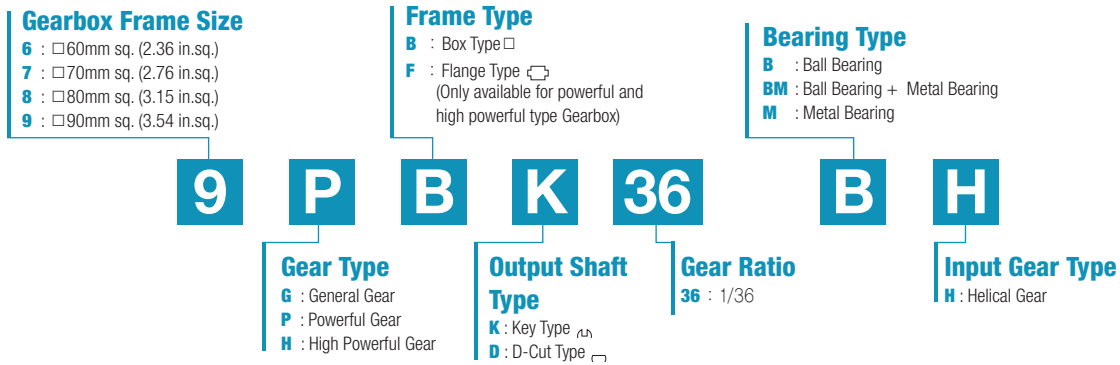 Gearbox Frame Size
6 : □60mm sq. (2.36 in.sq.)
7 : □70mm sq. (2.76 in.sq.)
8 : □80mm sq. (3.15 in.sq.)
9 : □90mm sq. (3.54 in.sq.)
Frame Type
B : Box Type □
F : Flange Type
(Only available for powerful and
high powerful type Gearbox)
Bearing Type
B : Ball Bearing
BM : Ball Bearing + Metal Bearing
M : Metal Bearing
9 P B K 36 B H
Gear Type
G : General Gear
P : Powerful Gear
H : High Powerful Gear
Output Shaft
Type
K : Key Type
D : D-Cut Type
Gear Ratio
36 : 1/36
Input Gear Type
H : Helical Gear